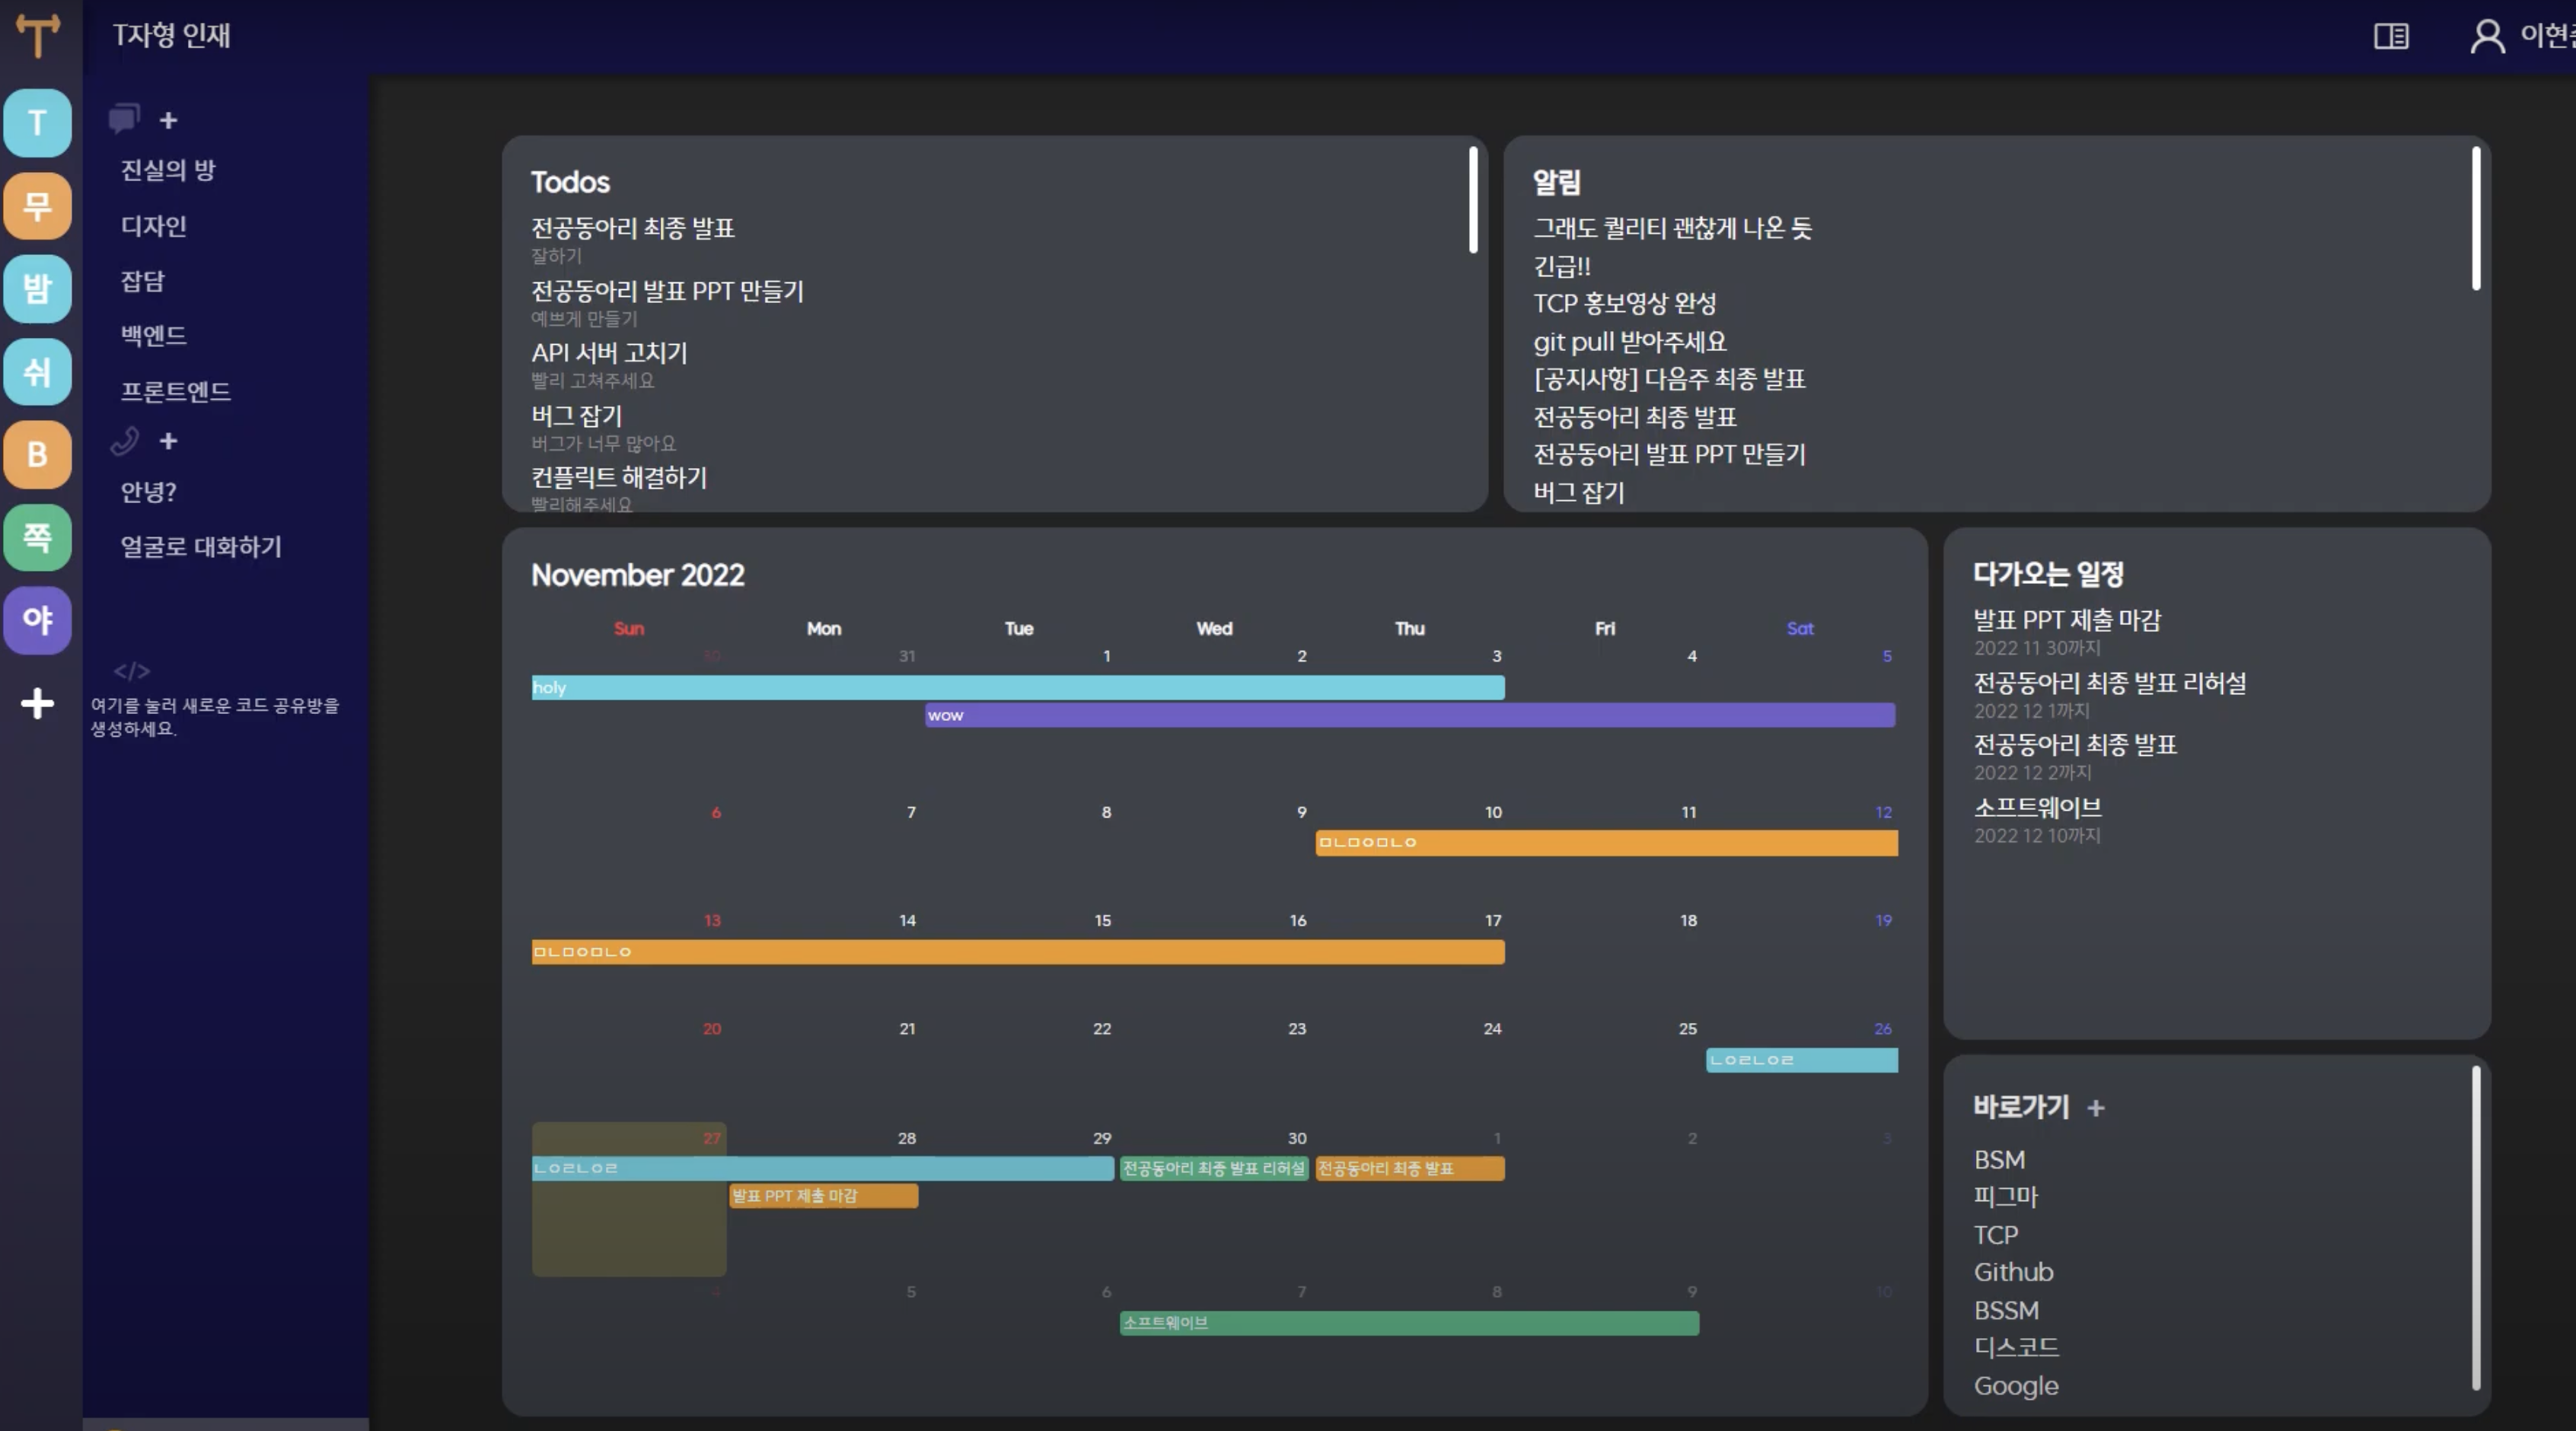 T자형 인재
T
무
밤
쉬
B
쪽
야
+
+
진실의 방
디자인
잡담
백엔드
프론트엔드
+
안녕?
얼굴로 대화하기
</>
여기를 눌러 새로운 코드 공유방을
생성하세요.
Todos
전공동아리 최종 발표
잘하기
전공동아리 발표 PPT 만들기
예쁘게 만들기
API 서버 고치기
빨리 고쳐주세요
버그 잡기
버그가 너무 많아요
컨플릭트 해결하기
빨리해주세요
알림
그래도 퀄리티 괜찮게 나온 듯
긴급!!
TCP 홍보영상 완성
git pull 받아주세요
[공지사항] 다음주 최종 발표
전공동아리 최종 발표
전공동아리 발표 PPT 만들기
버그 잡기
November 2022
Sun Mon Tue Wed Thu Fri Sat
30 31 1 2 3 4 5
holy
wow
6 7 8 9 10 11 12
ㅁㄴㅁㅇㅁㄴㅇ
13 14 15 16 17 18 19
ㅁㄴㅁㅇㅁㄴㅇ
20 21 22 23 24 25 26
ㄴㅇㄹㄴㅇㄹ
27 28 29 30 1 2 3
ㄴㅇㄹㄴㅇㄹ 전공동아리 최종 발표 리허설 전공동아리 최종 발표
발표 PPT 제출 마감
4 5 6 7 8 9 10
소프트웨이브
다가오는 일정
발표 PPT 제출 마감
2022 11 30까지
전공동아리 최종 발표 리허설
2022 12 1까지
전공동아리 최종 발표
2022 12 2까지
소프트웨이브
2022 12 10까지
바로가기 +
BSM
피그마
TCP
Github
BSSM
디스코드
Google